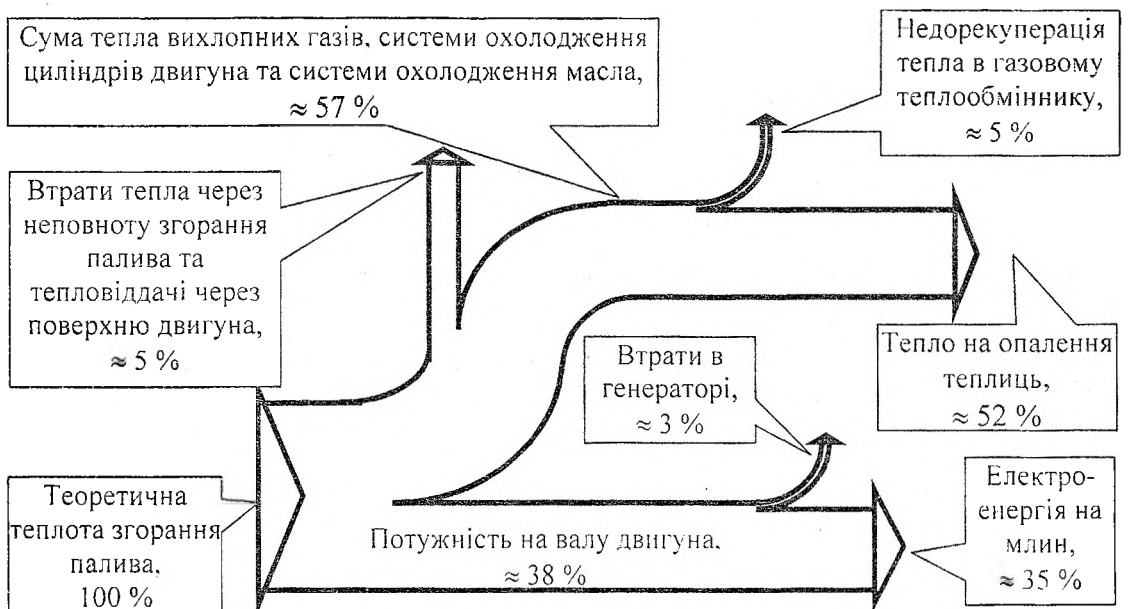 Сума тепла вихлопних газів, системи охолодження
циліндрів двигуна та системи охолодження масла,
≈ 57 %
Недорекуперація
тепла в газовому
теплообміннику,
≈ 5 %
Втрати тепла через
неповноту згорання
палива та
тепловіддачі через
поверхню двигуна,
≈ 5 %
Втрати в
генераторі,
≈ 3 %
Тепло на опалення
теплиць,
≈ 52 %
Теоретична
теплота згорання
палива,
100 %
Потужність на валу двигуна,
≈ 38 %
Електро-
енергія на
млин,
≈ 35 %